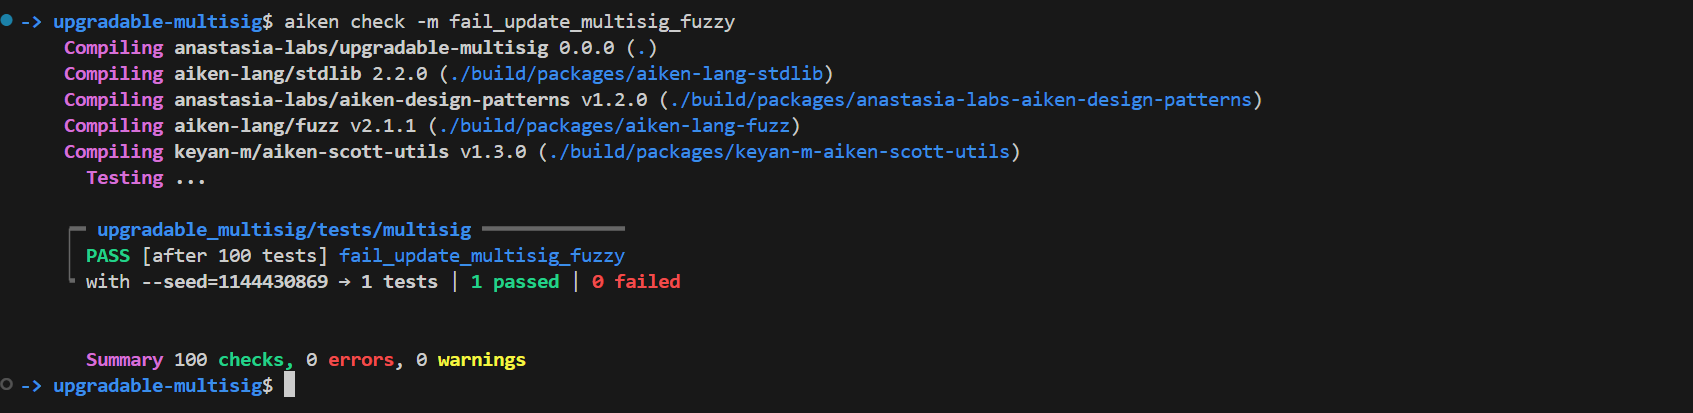 -> upgradable-multisig$ aiken check -m fail_update_multisig_fuzzy
Compiling anastasia-labs/upgradable-multisig 0.0.0 (.)
Compiling aiken-lang/stdlib 2.2.0 (./build/packages/aiken-lang-stdlib)
Compiling anastasia-labs/aiken-design-patterns v1.2.0 (./build/packages/anastasia-labs-aiken-design-patterns)
Compiling aiken-lang/fuzz v2.1.1 (./build/packages/aiken-lang-fuzz)
Compiling keyan-m/aiken-scott-utils v1.3.0 (./build/packages/keyan-m-aiken-scott-utils)
Testing ...
upgradable_multisig/tests/multisig
PASS [after 100 tests] fail_update_multisig_fuzzy
with --seed=1144430869 → 1 tests | 1 passed | 0 failed
Summary 100 checks, 0 errors, 0 warnings
-> upgradable-multisig$